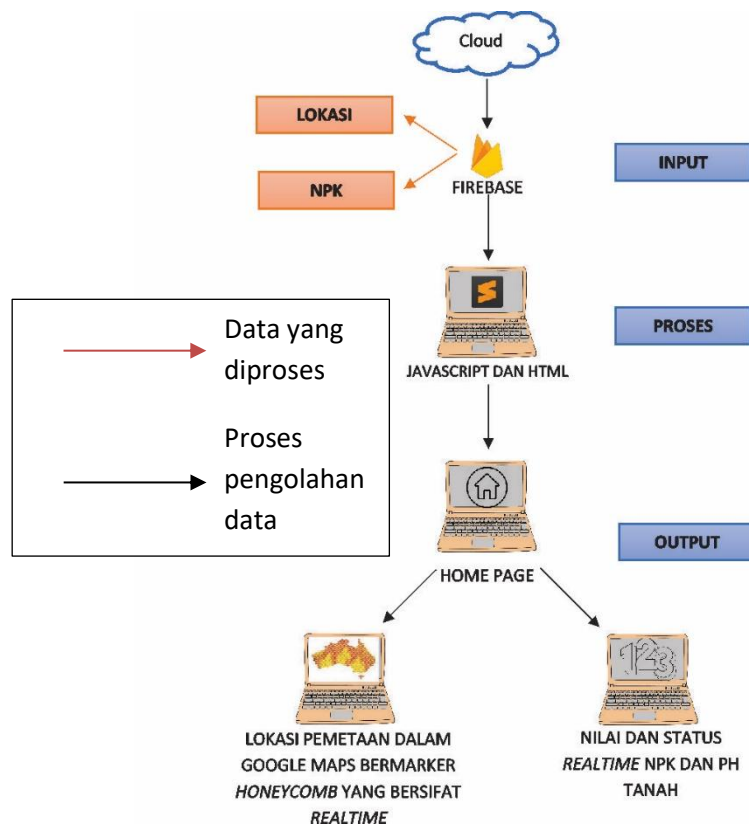 Cloud
LOKASI
NPK
FIREBASE
INPUT
JAVASCRIPT DAN HTML
PROSES
Data yang
diproses
Proses
pengolahan
data
HOME PAGE
OUTPUT
LOKASI PEMETAAN DALAM
GOOGLE MAPS BERMARKER
HONEYCOMB YANG BERSIFAT
REALTIME
123
NILAI DAN STATUS
REALTIME NPK DAN PH
TANAH